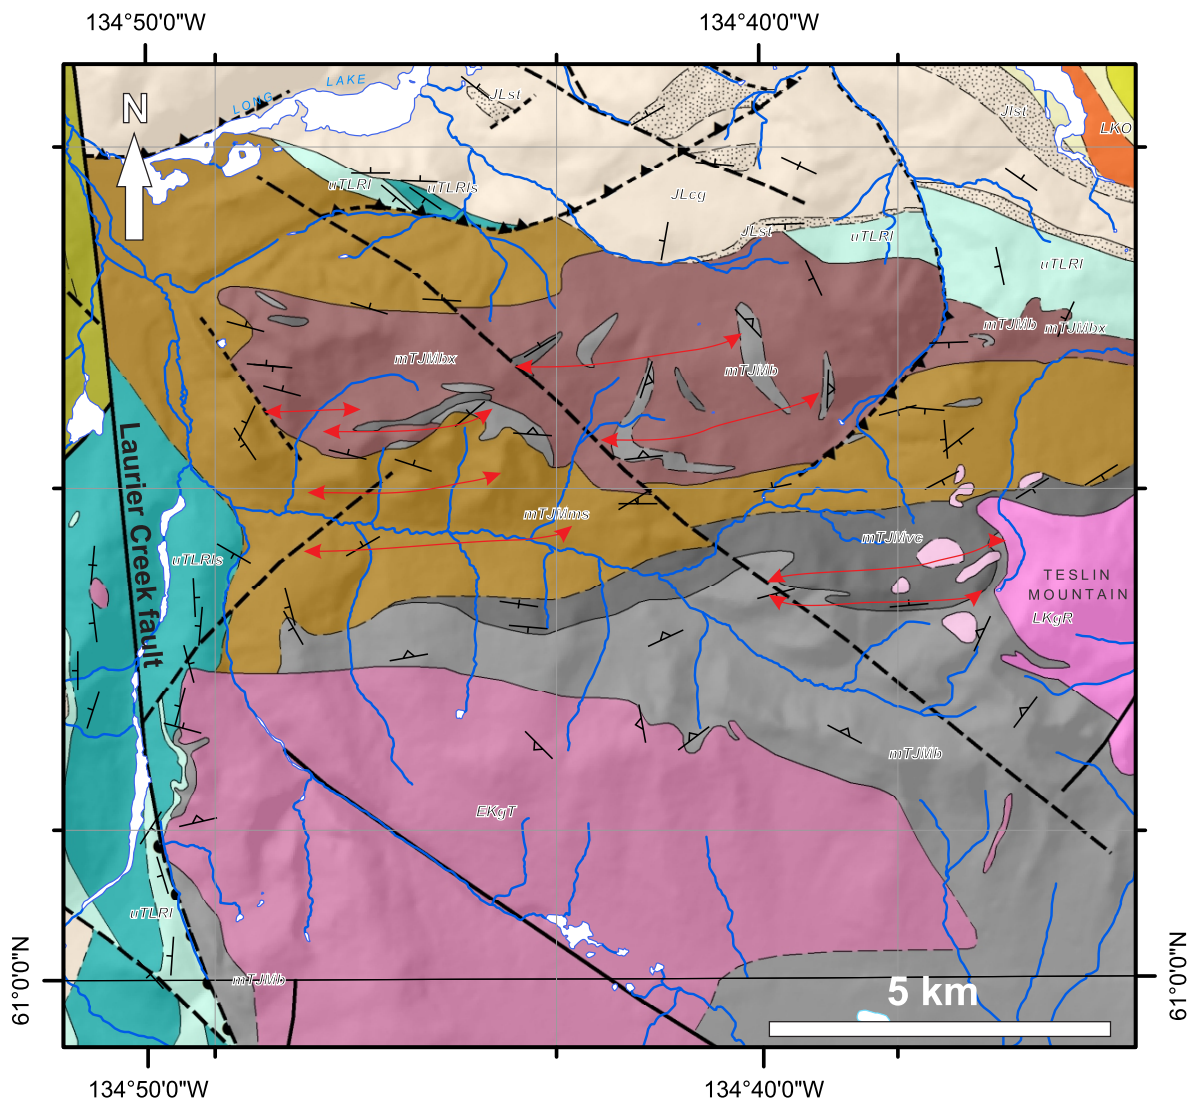 134°50'0"W
134°40'0"W
LONG LAKE
JLst
Jlst
LKO
N
uTLRl
uTLRls
JLcg
JLst
uTLRl
uTLRl
mTJMb
mTJMbx
mTJMbx
mTJMb
Laurier Creek fault
mTJMms
mTJMvc
uTLRls
TESLIN
MOUNTAIN
LKgR
mTJMb
EKgT
uTLRl
mTJMb
61°0'0"N
61°0'0"N
5 km
134°50'0"W
134°40'0"W